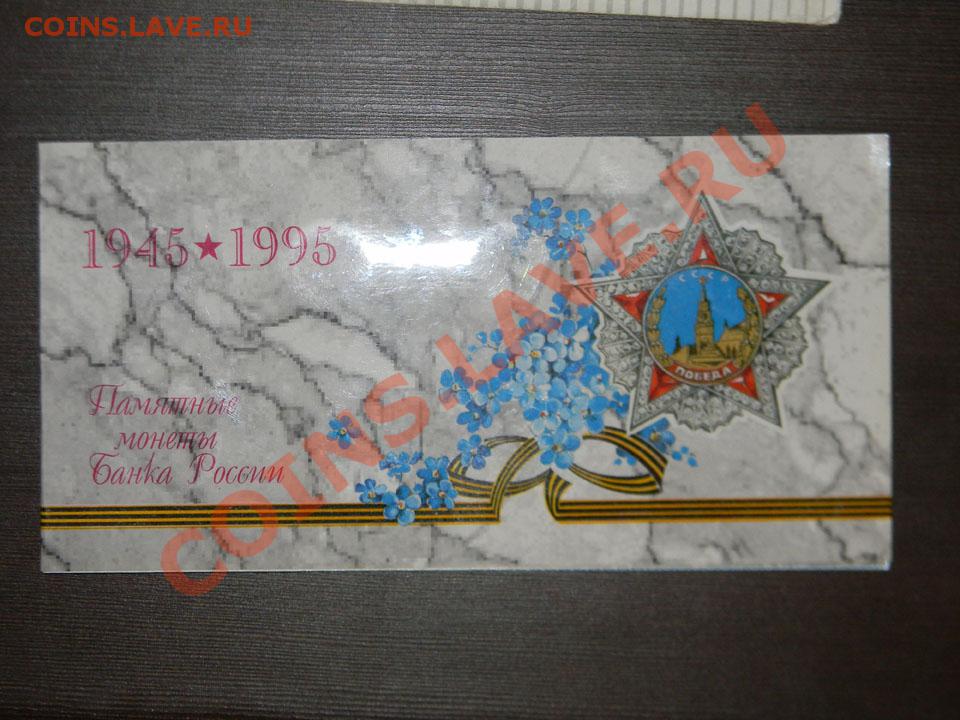 COINS.LAVE.RU
COINS.LAVE.RU
1945★1995
СССР
ПОБЕДА
Памятные
монеты
Банка России